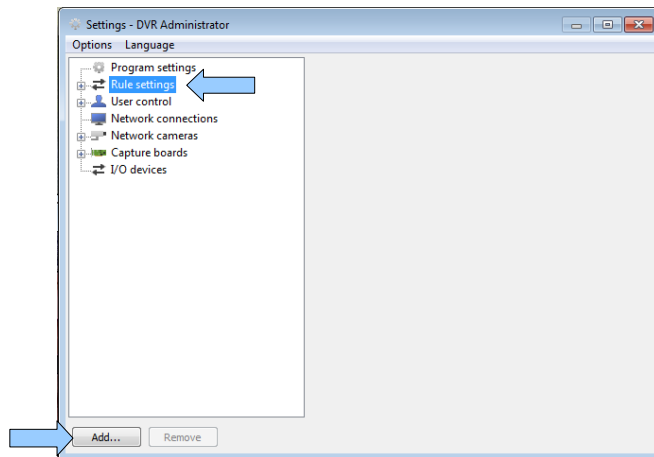 Settings - DVR Administrator
Options Language
Program settings
Rule settings
User control
Network connections
Network cameras
Capture boards
I/O devices
Add... Remove